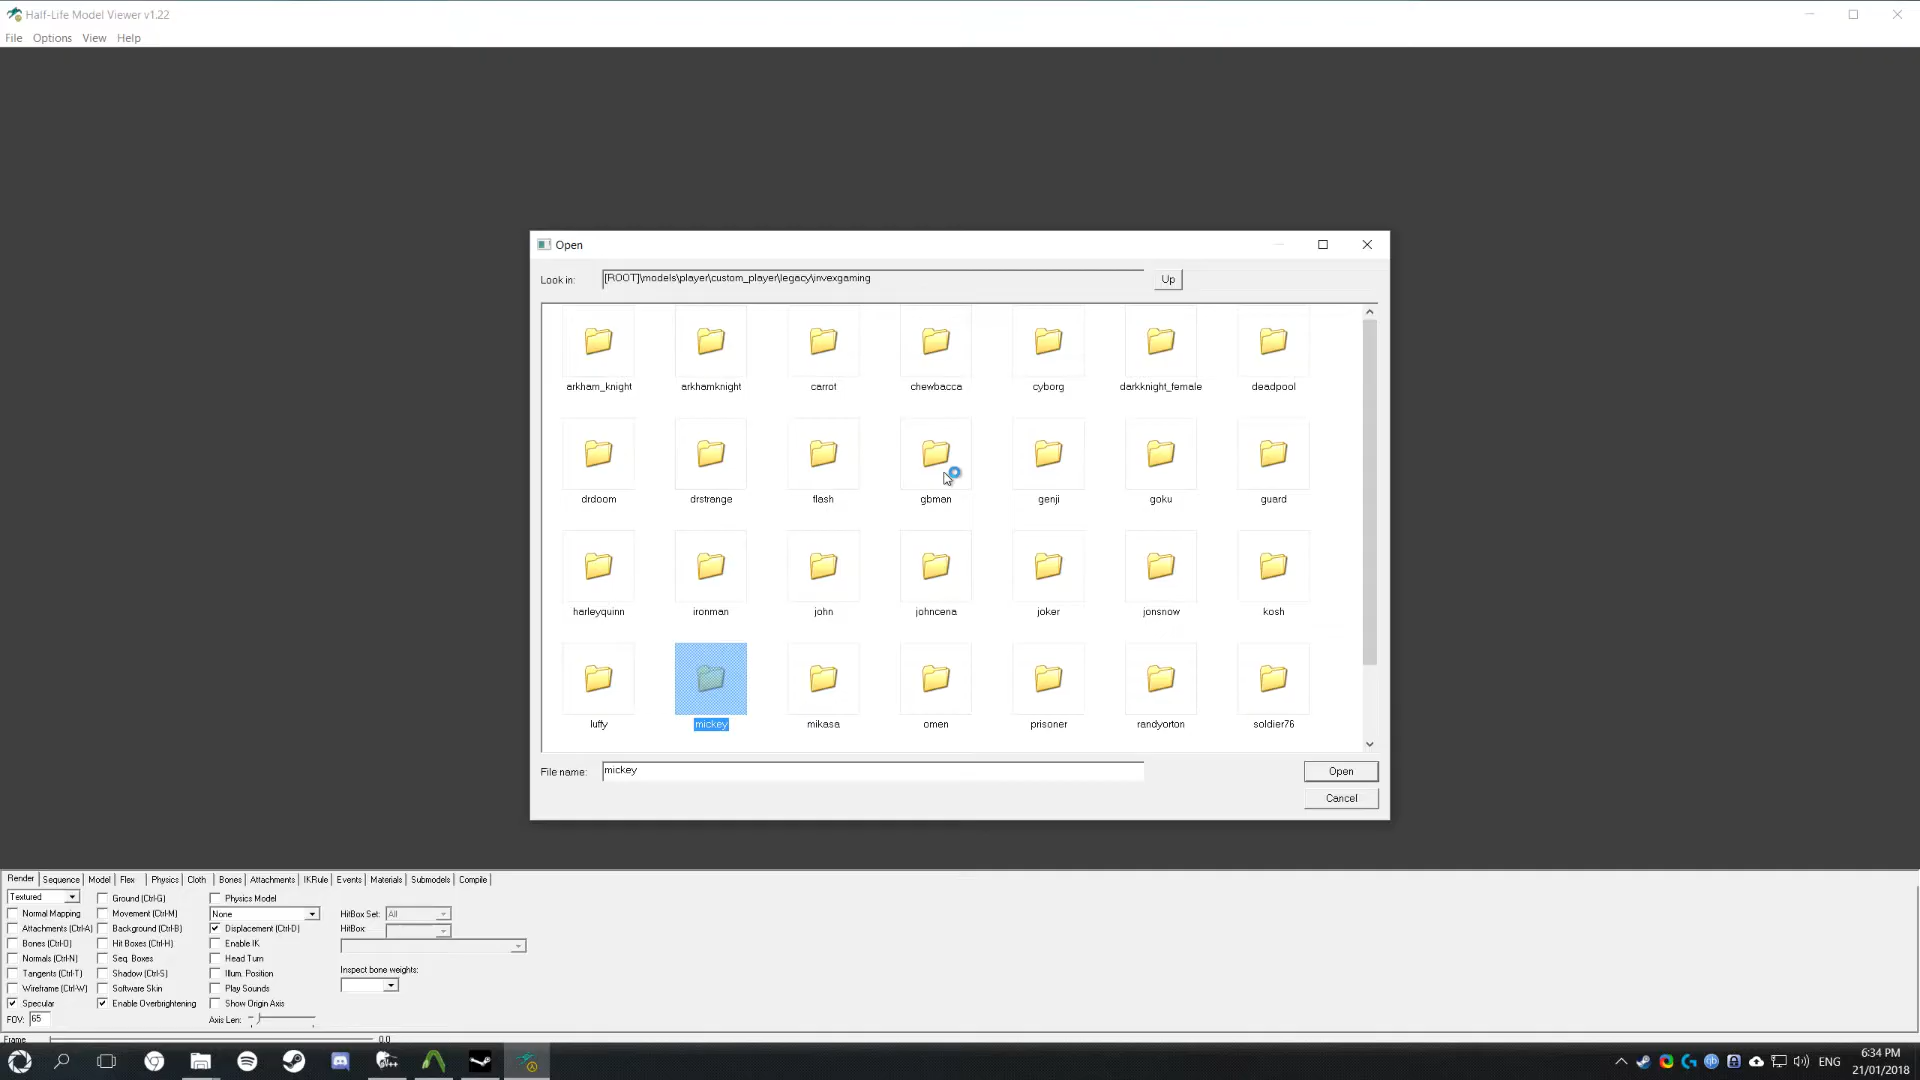 Half-Life Model Viewer v1.22
File Options View Help
Open
Look in: [ROOT]\models\player\custom_player\legacy\invexgaming Up
arkham_knight arkhamknight carrot chewbacca cyborg darkknight_female deadpool
drdoom drstrange flash gbman genji goku guard
harleyquinn ironman john johncena joker jonsnow kosh
luffy mickey mikasa omen prisoner randyorton soldier76
File name: mickey Open
Cancel
Render Sequence Model Flex Physics Cloth Bones Attachments IKRule Events Materials Submodels Compile
Textured Ground (Ctrl-G) Physics Model
Normal Mapping Movement (Ctrl-M) None HitBox Set: All
Attachments (Ctrl-A) Background (Ctrl-B) Displacement (Ctrl-D) HitBox:
Bones (Ctrl-O) Hit Boxes (Ctrl-H) Enable IK
Normals (Ctrl-N) Seq. Boxes Head Turn
Tangents (Ctrl-T) Shadow (Ctrl-S) Illum. Position Inspect bone weights:
Wireframe (Ctrl-W) Software Skin Play Sounds
Specular Enable Overbrightening Show Origin Axis
FOV: 65 Axis Len:
Frame 0.0
ENG 6:34 PM
21/01/2018